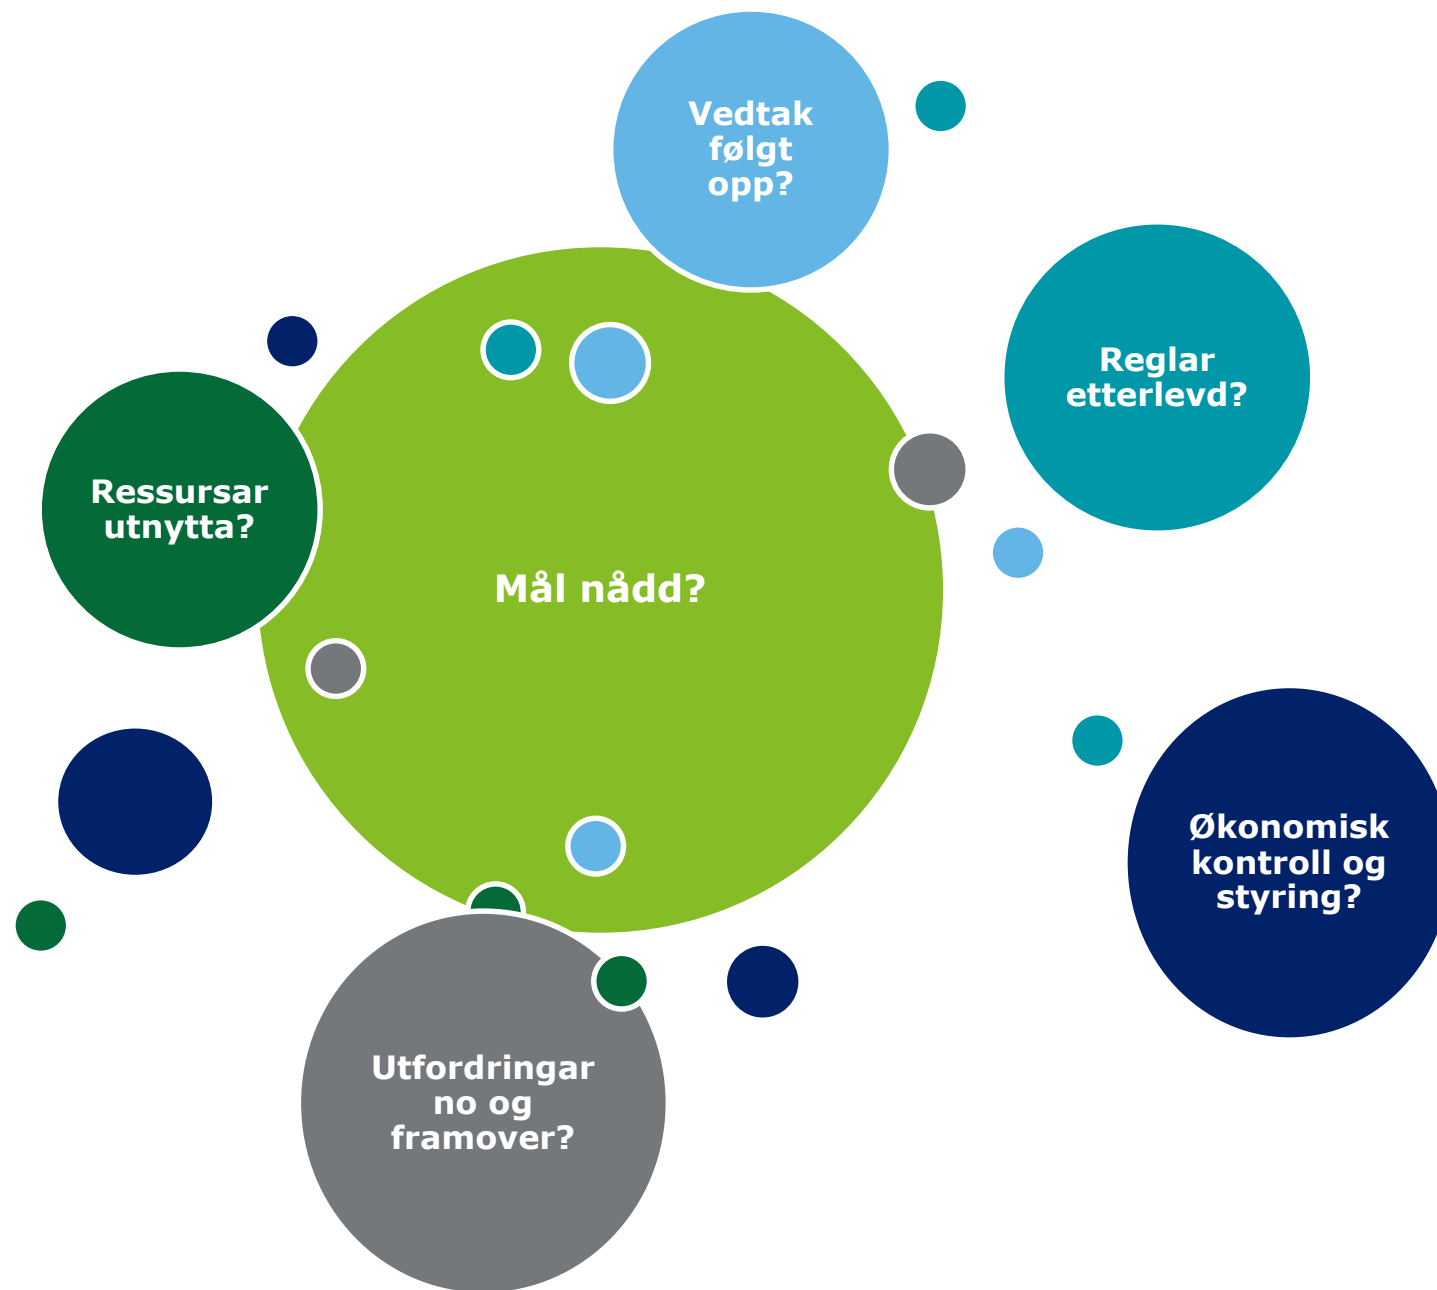 Vedtak
følgt
opp?
Reglar
etterlevd?
Ressursar
utnytta?
Mål nådd?
Økonomisk
kontroll og
styring?
Utfordringar
no og
framover?